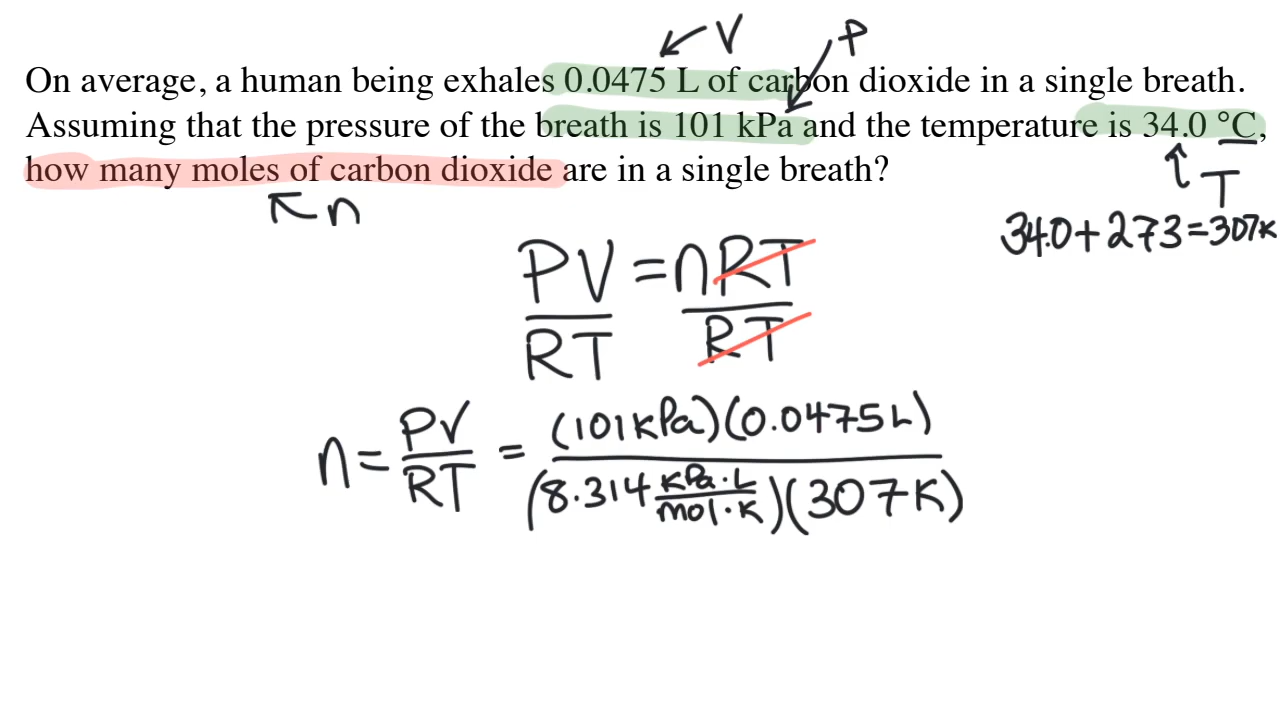 V
P
On average, a human being exhales 0.0475 L of carbon dioxide in a single breath.
Assuming that the pressure of the breath is 101 kPa and the temperature is 34.0 °C,
how many moles of carbon dioxide are in a single breath?
n
T
34.0+273=307K
PV = nRT
RT RT
n = PV/RT = (101kPa)(0.0475L)
(8.314 kPa·L/mol·K)(307K)